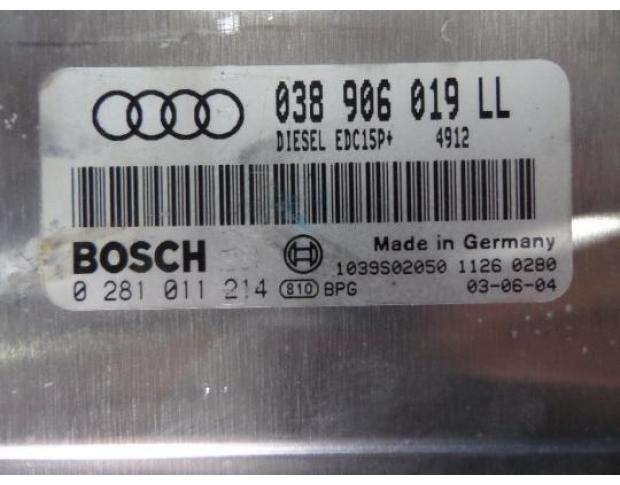 038 906 019 LL
DIESEL EDC15P+ 4912
BOSCH
Made in Germany
1039S02050 1126 0280
0 281 011 214 810 BPG 03-06-04